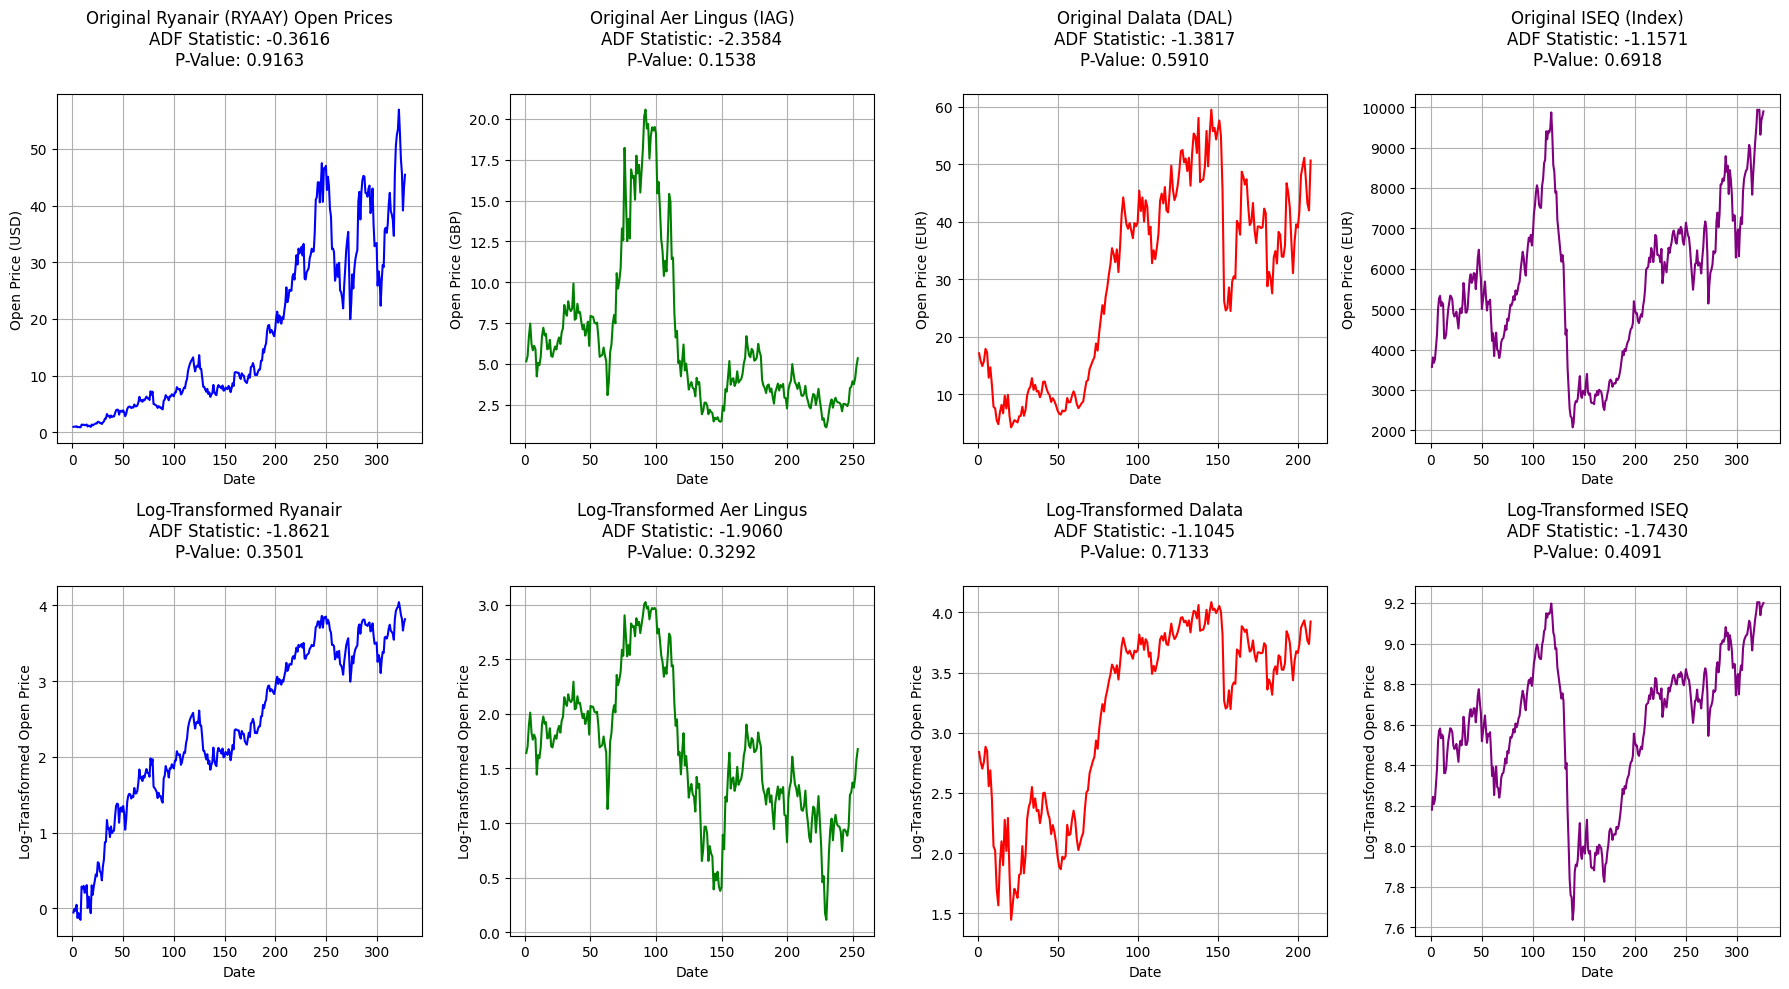 Original Ryanair (RYAAY) Open Prices
ADF Statistic: -0.3616
P-Value: 0.9163
Open Price (USD)
50
40
30
20
10
0
0 50 100 150 200 250 300
Date
Original Aer Lingus (IAG)
ADF Statistic: -2.3584
P-Value: 0.1538
Open Price (GBP)
20.0
17.5
15.0
12.5
10.0
7.5
5.0
2.5
0 50 100 150 200 250
Date
Original Dalata (DAL)
ADF Statistic: -1.3817
P-Value: 0.5910
Open Price (EUR)
60
50
40
30
20
10
0 50 100 150 200
Date
Original ISEQ (Index)
ADF Statistic: -1.1571
P-Value: 0.6918
Open Price (EUR)
10000
9000
8000
7000
6000
5000
4000
3000
2000
0 50 100 150 200 250 300
Date
Log-Transformed Ryanair
ADF Statistic: -1.8621
P-Value: 0.3501
Log-Transformed Open Price
4
3
2
1
0
0 50 100 150 200 250 300
Date
Log-Transformed Aer Lingus
ADF Statistic: -1.9060
P-Value: 0.3292
Log-Transformed Open Price
3.0
2.5
2.0
1.5
1.0
0.5
0.0
0 50 100 150 200 250
Date
Log-Transformed Dalata
ADF Statistic: -1.1045
P-Value: 0.7133
Log-Transformed Open Price
4.0
3.5
3.0
2.5
2.0
1.5
0 50 100 150 200
Date
Log-Transformed ISEQ
ADF Statistic: -1.7430
P-Value: 0.4091
Log-Transformed Open Price
9.2
9.0
8.8
8.6
8.4
8.2
8.0
7.8
7.6
0 50 100 150 200 250 300
Date